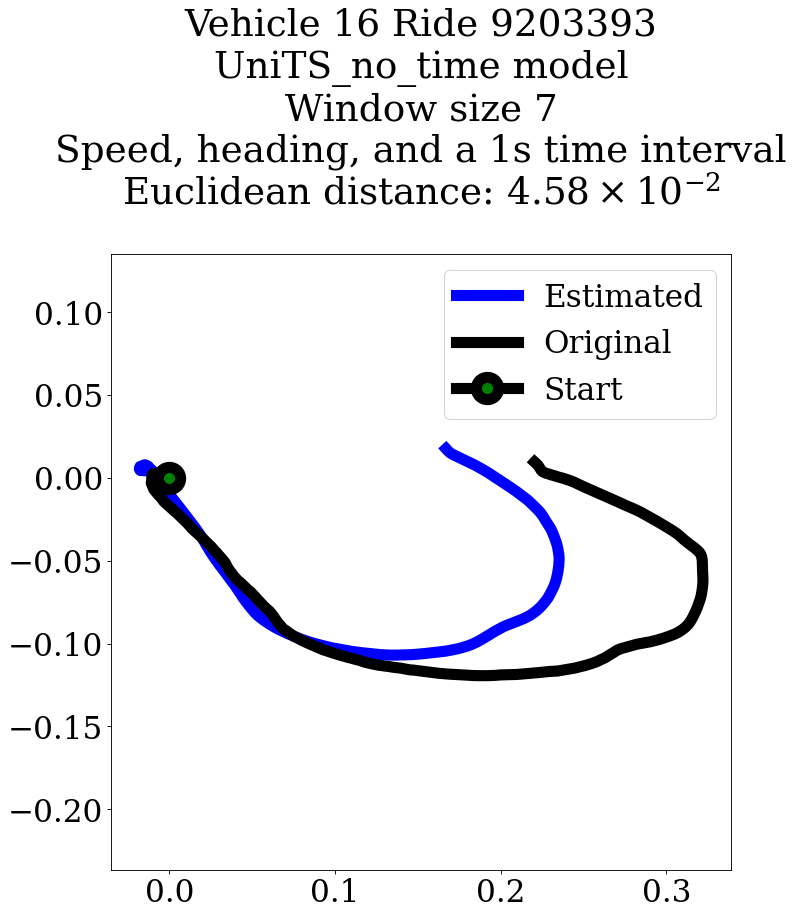 Vehicle 16 Ride 9203393
UniTS_no_time model
Window size 7
Speed, heading, and a 1s time interval
Euclidean distance: 4.58 × 10⁻²
Estimated
Original
Start
0.10
0.05
0.00
−0.05
−0.10
−0.15
−0.20
0.0 0.1 0.2 0.3